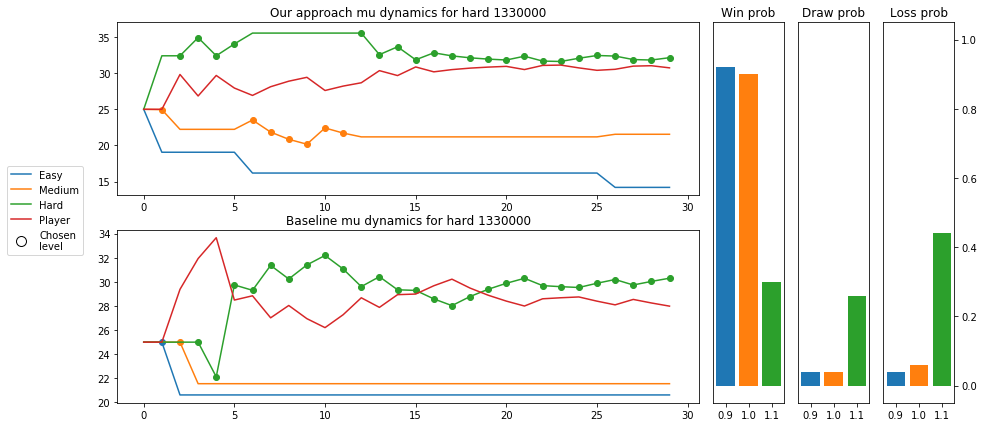 Our approach mu dynamics for hard 1330000
35
30
25
20
15
0
5
10
15
20
25
30
Easy
Medium
Hard
Player
Chosen
level
Baseline mu dynamics for hard 1330000
34
32
30
28
26
24
22
20
0
5
10
15
20
25
30
Win prob
Draw prob
Loss prob
1.0
0.8
0.6
0.4
0.2
0.0
0.9 1.0 1.1
0.9 1.0 1.1
0.9 1.0 1.1